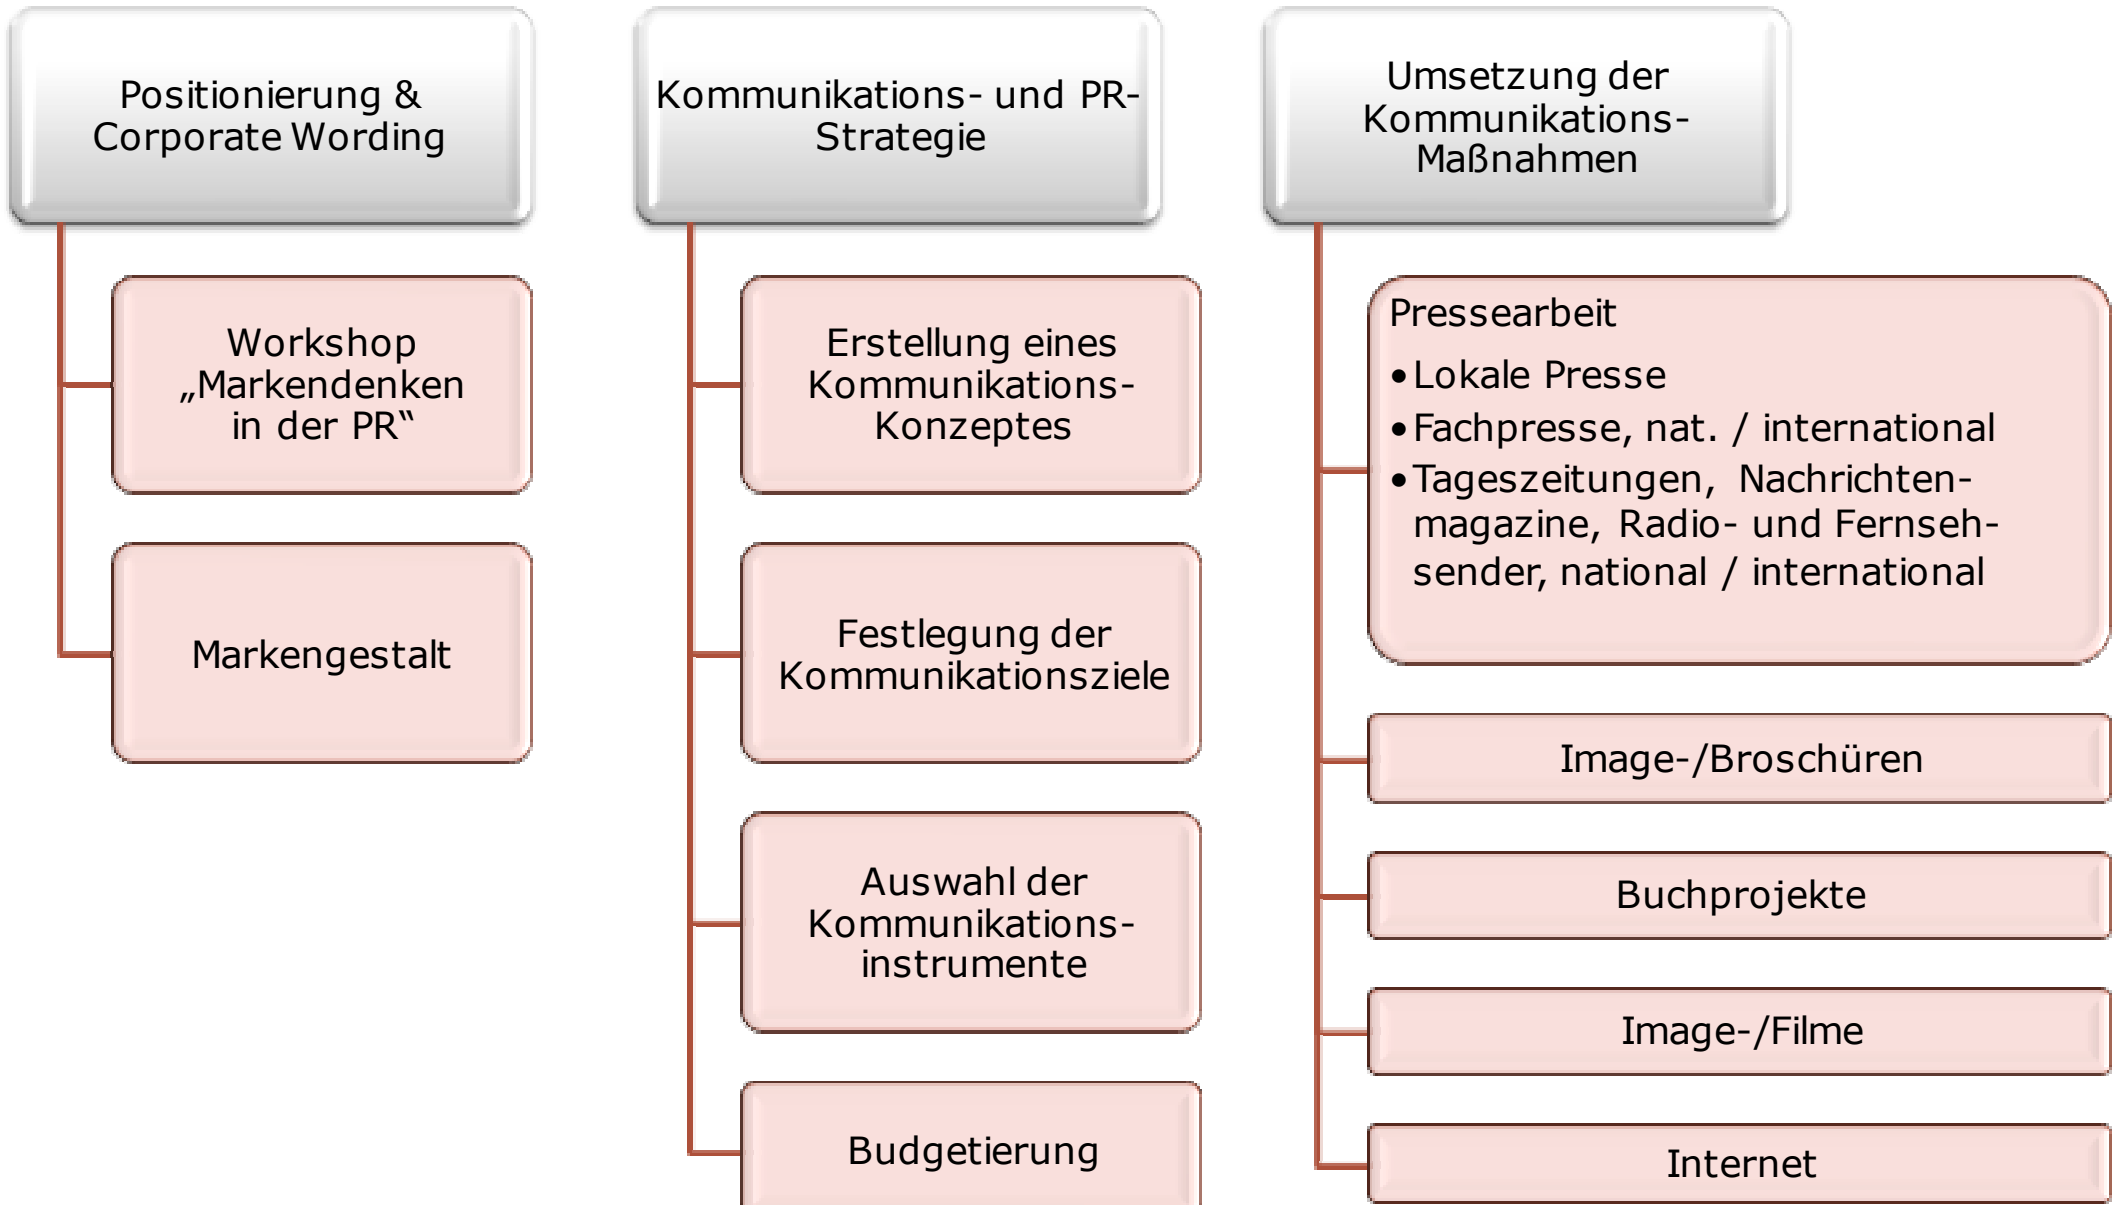 Positionierung &
Corporate Wording
Workshop
„Markendenken
in der PR“
Markengestalt
Kommunikations- und PR-
Strategie
Erstellung eines
Kommunikations-
Konzeptes
Festlegung der
Kommunikationsziele
Auswahl der
Kommunikations-
instrumente
Budgetierung
Umsetzung der
Kommunikations-
Maßnahmen
Pressearbeit
•Lokale Presse
•Fachpresse, nat. / international
•Tageszeitungen, Nachrichten-
magazine, Radio- und Fernseh-
sender, national / international
Image-/Broschüren
Buchprojekte
Image-/Filme
Internet